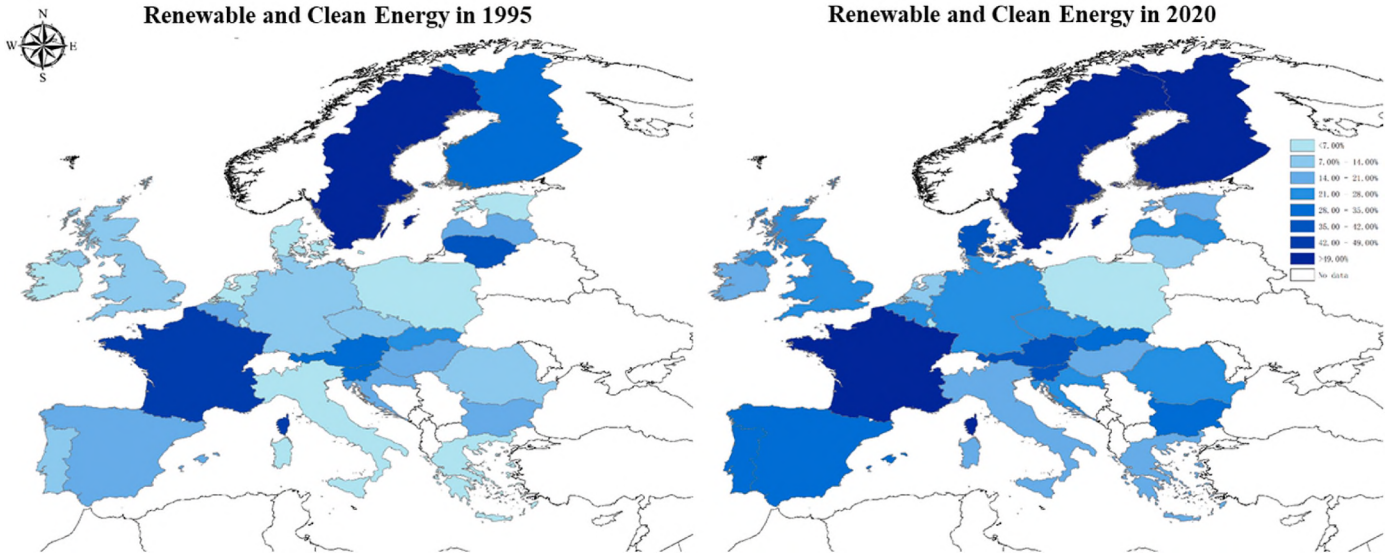 Renewable and Clean Energy in 1995
Renewable and Clean Energy in 2020
N
W E
S
<7.00%
7.00% - 14.00%
14.00 - 21.00%
21.00 - 28.00%
28.00 - 35.00%
35.00 - 42.00%
42.00 - 49.00%
>49.00%
No data